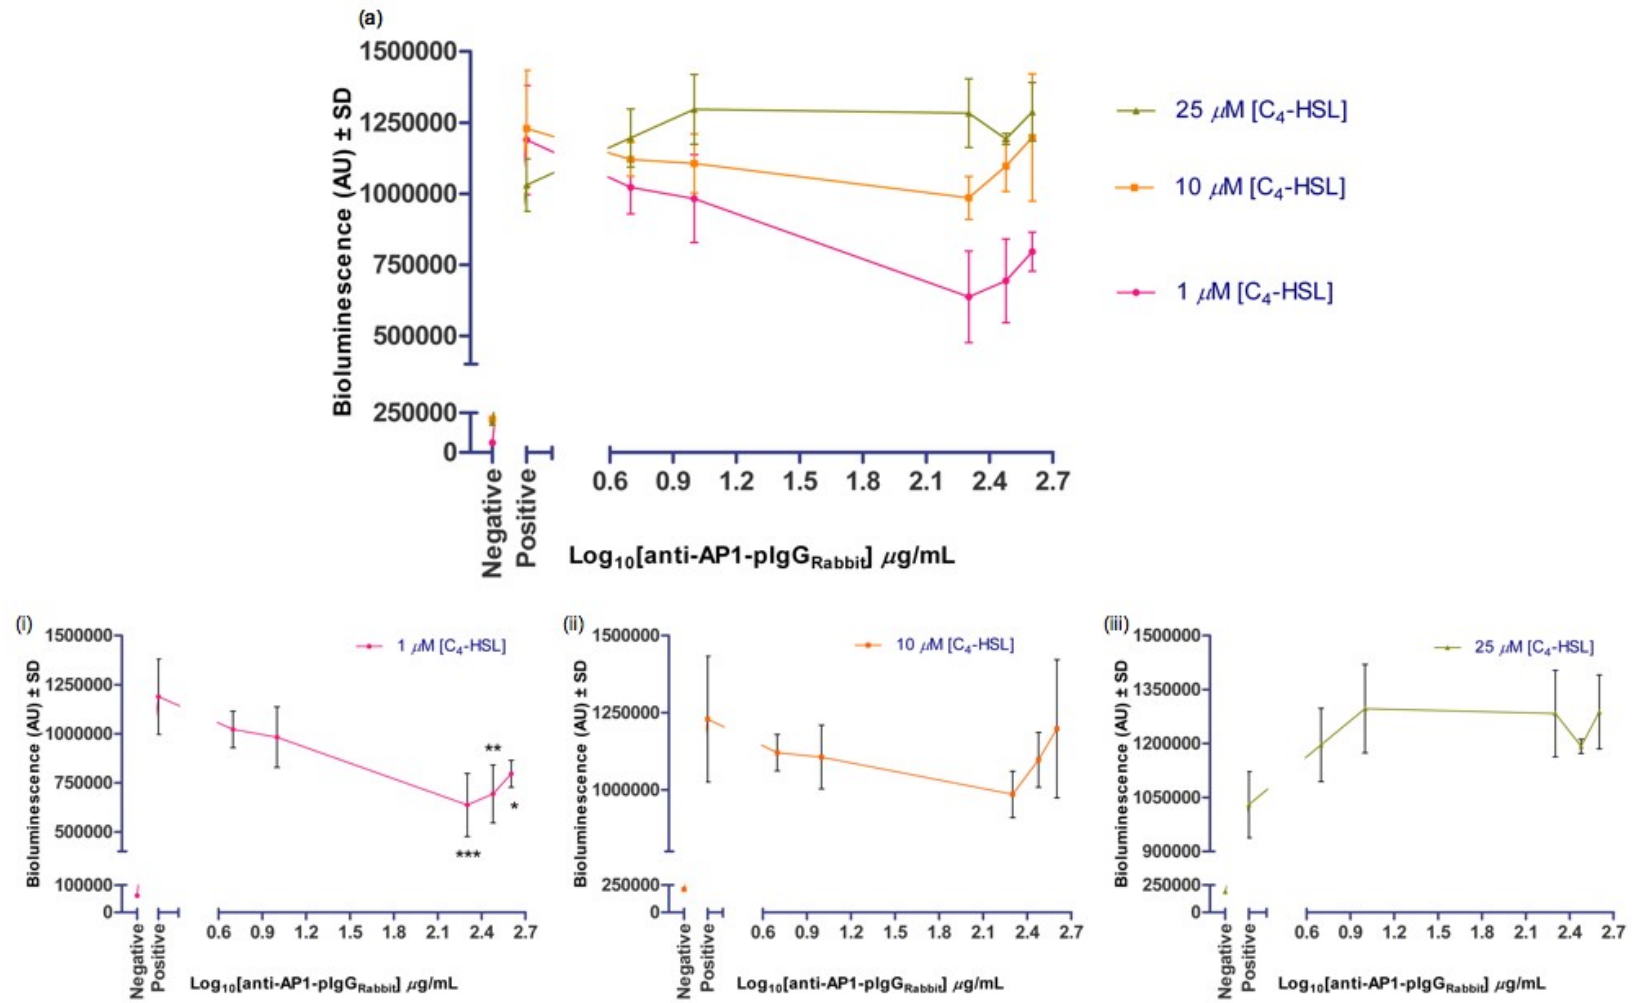 (a)
1500000
1250000
1000000
750000
500000
250000
0
Bioluminescence (AU) ± SD
Negative
Positive
0.6 0.9 1.2 1.5 1.8 2.1 2.4 2.7
Log₁₀[anti-AP1-pIgG_Rabbit] μg/mL
25 μM [C₄-HSL]
10 μM [C₄-HSL]
1 μM [C₄-HSL]
(i)
1500000
1250000
1000000
750000
500000
100000
0
Bioluminescence (AU) ± SD
1 μM [C₄-HSL]
**
*
***
Negative
Positive
0.6 0.9 1.2 1.5 1.8 2.1 2.4 2.7
Log₁₀[anti-AP1-pIgG_Rabbit] μg/mL
(ii)
1500000
1250000
1000000
250000
0
Bioluminescence (AU) ± SD
10 μM [C₄-HSL]
Negative
Positive
0.6 0.9 1.2 1.5 1.8 2.1 2.4 2.7
Log₁₀[anti-AP1-pIgG_Rabbit] μg/mL
(iii)
1500000
1350000
1200000
1050000
900000
250000
0
Bioluminescence (AU) ± SD
25 μM [C₄-HSL]
Negative
Positive
0.6 0.9 1.2 1.5 1.8 2.1 2.4 2.7
Log₁₀[anti-AP1-pIgG_Rabbit] μg/mL